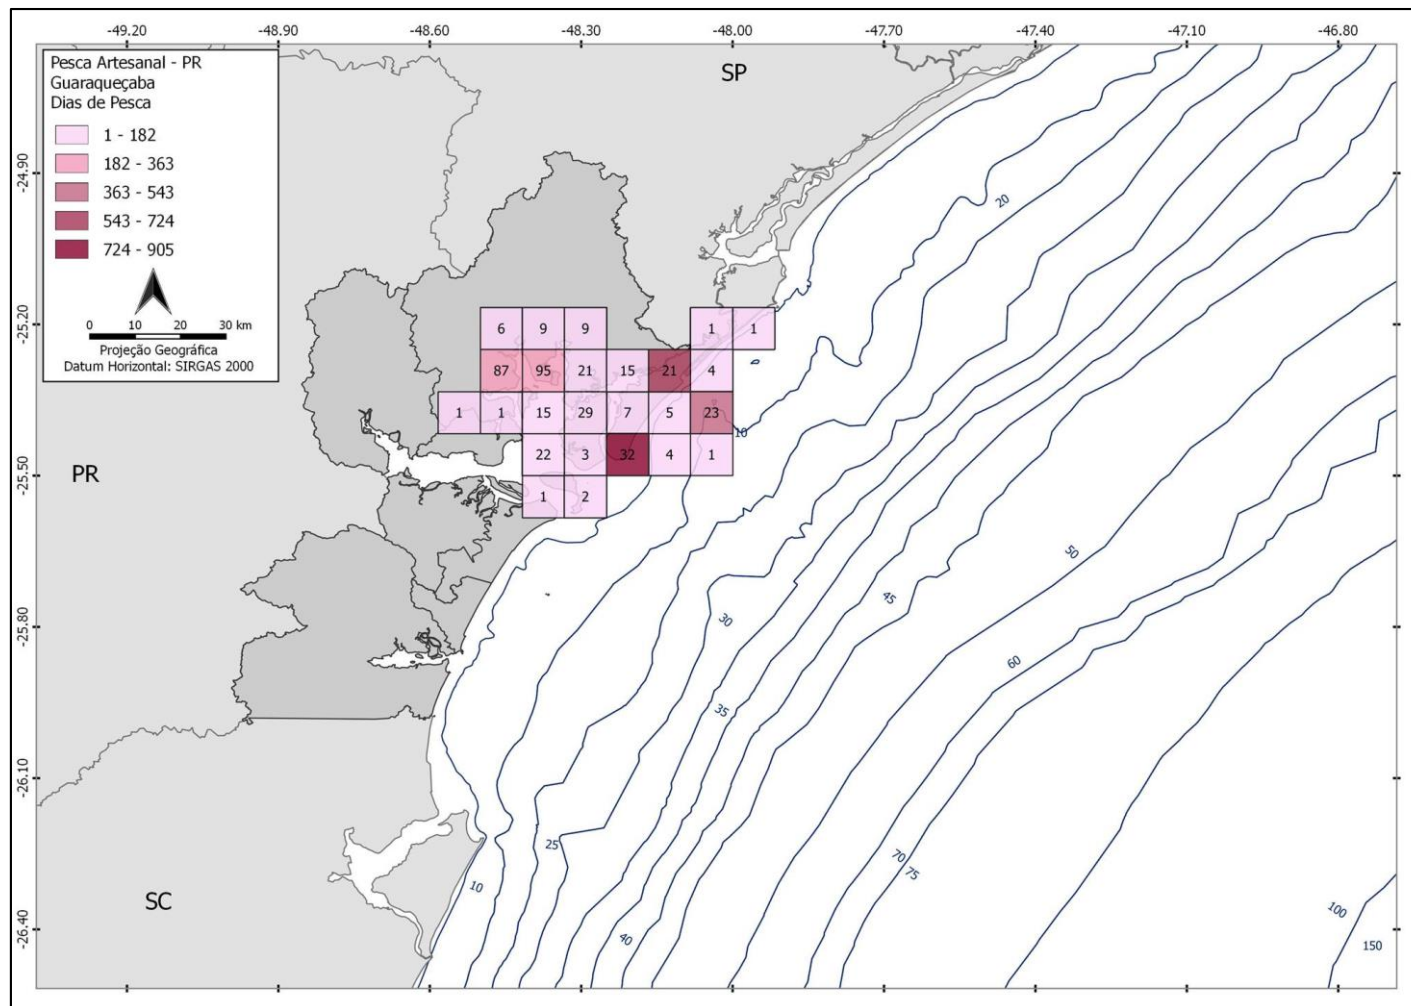 -49.20 -48.90 -48.60 -48.30 -48.00 -47.70 -47.40 -47.10 -46.80
Pesca Artesanal - PR
Guaraqueçaba
Dias de Pesca
1 - 182
182 - 363
363 - 543
543 - 724
724 - 905
0 10 20 30 km
Projeção Geográfica
Datum Horizontal: SIRGAS 2000
SP
PR
SC
-24.90
-25.20
-25.50
-25.80
-26.10
-26.40
6 9 9 1 1
87 95 21 15 21 4
1 1 15 29 7 5 23
22 3 32 4 1
1 2
20
10
50
45
30
60
35
25
70
75
10
40
100
150